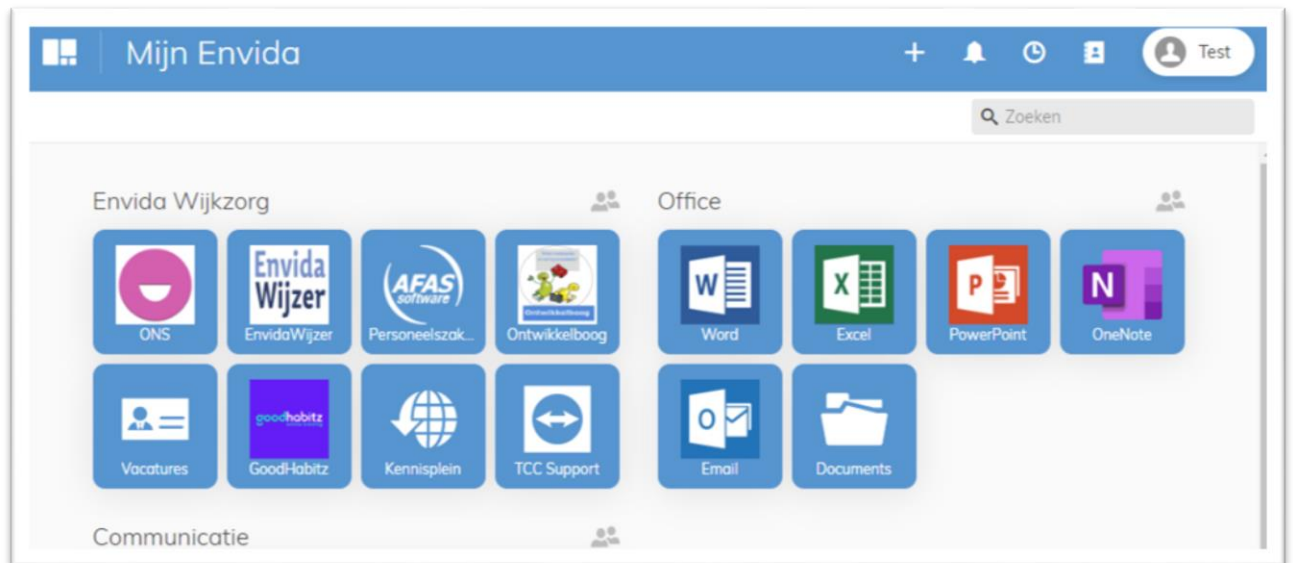 Mijn Envida
Test
Zoeken
Envida Wijkzorg
Office
Envida
Wijzer
AFAS
software
Ontwikkelboog
W
X
P
N
ONS
EnvidaWijzer
Personeelszak...
Ontwikkelboog
Word
Excel
PowerPoint
OneNote
goodhabitz
O
Vacatures
GoodHabitz
Kennisplein
TCC Support
Email
Documents
Communicatie